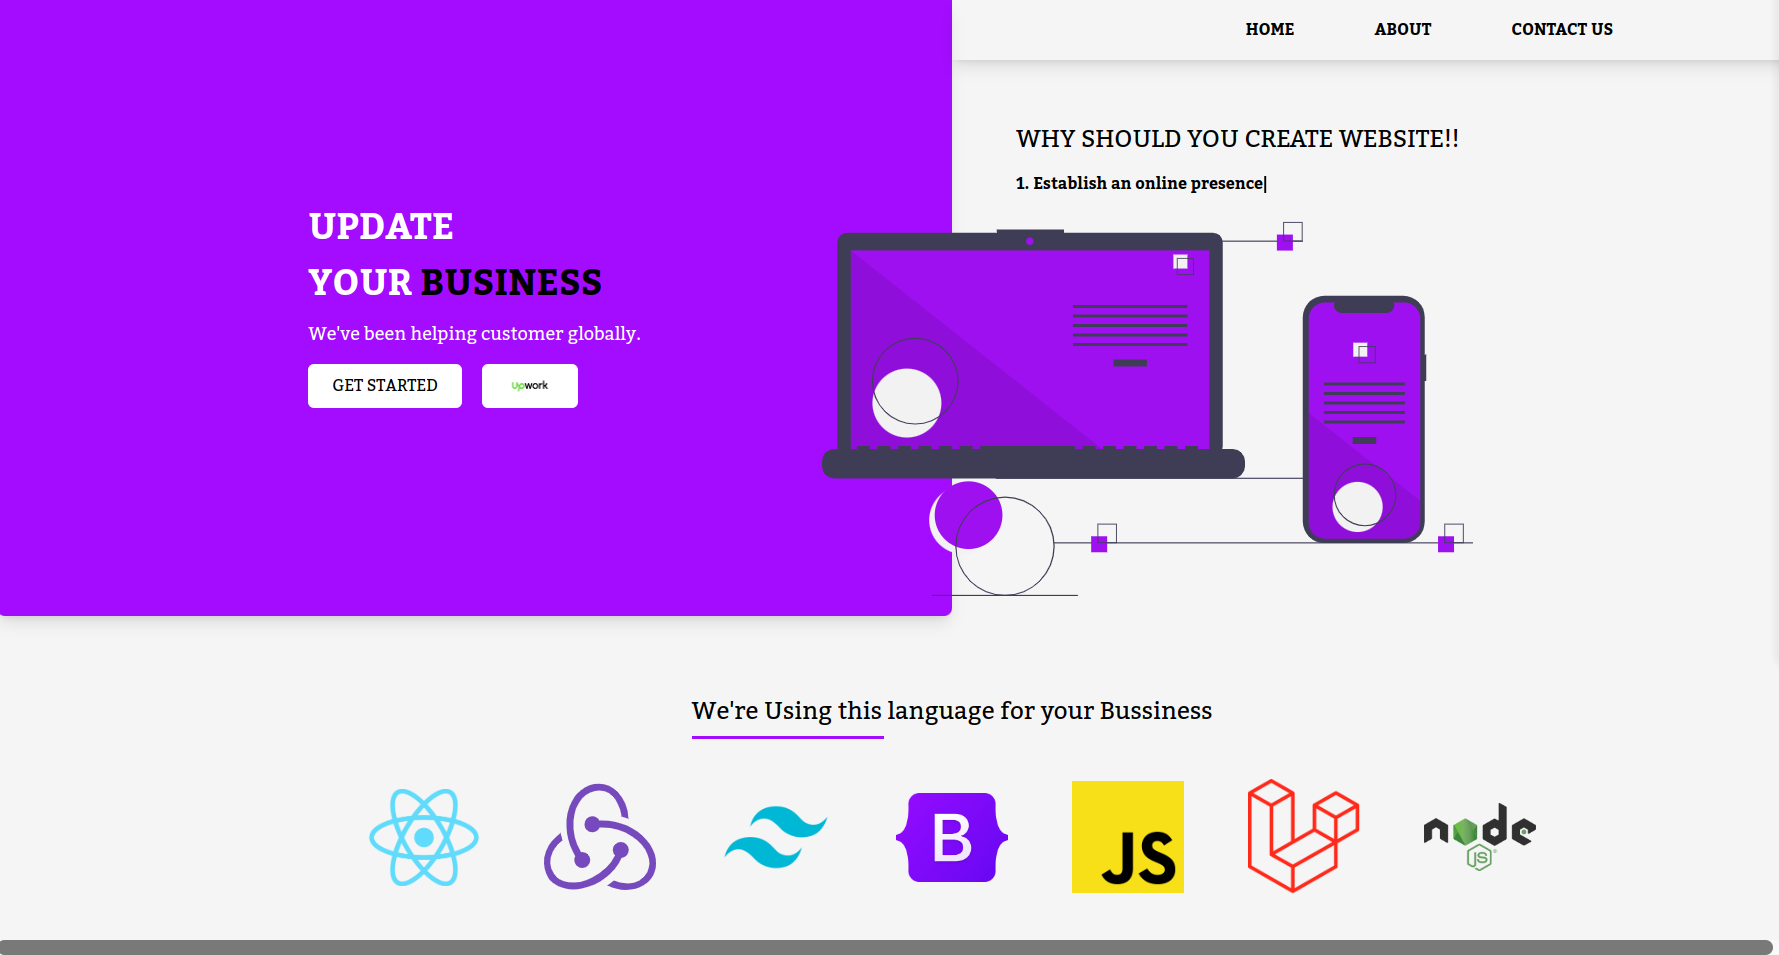 HOME ABOUT CONTACT US
WHY SHOULD YOU CREATE WEBSITE!!
1. Establish an online presence
UPDATE
YOUR BUSINESS
We've been helping customer globally.
GET STARTED
upwork
We're Using this language for your Bussiness
B
JS
node
JS